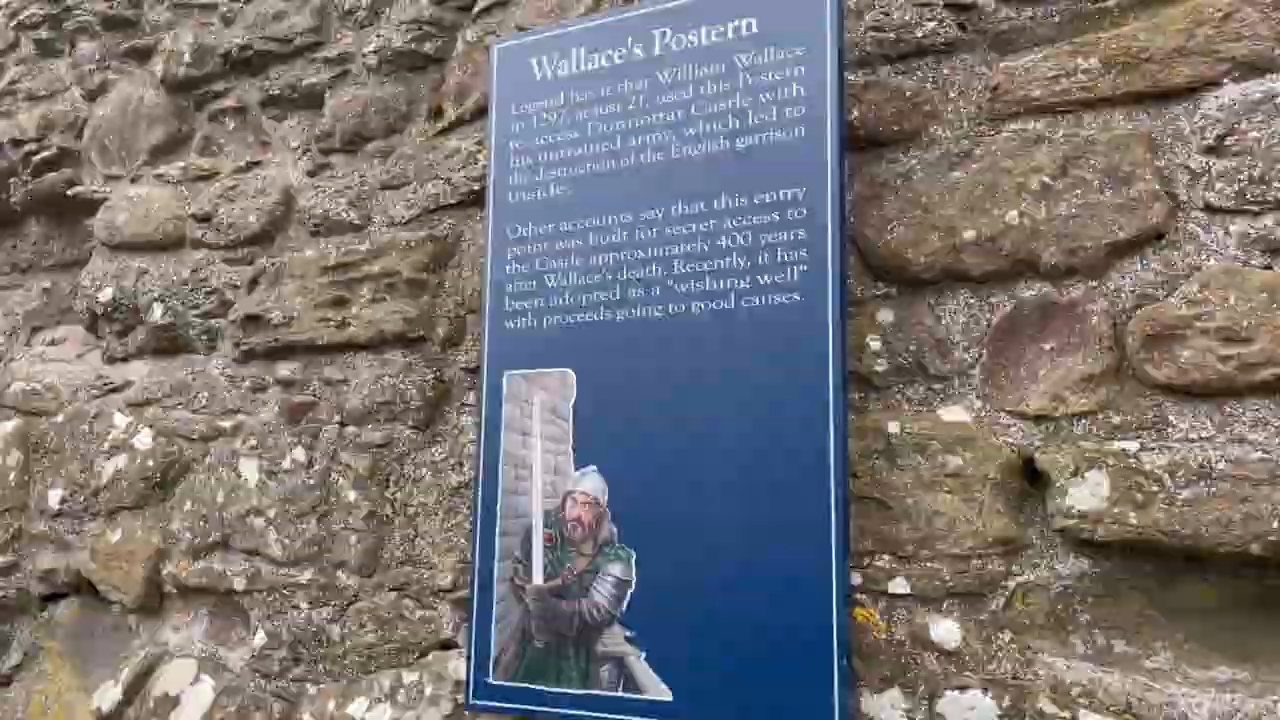 Wallace's Postern
Legend has it that William Wallace
in 1297, at just 21, used this Postern
to access Dunnottar Castle with
his untrained army, which led to
the destruction of the English garrison
inside.
Other accounts say that this entry
point was built for secret access to
the Castle approximately 400 years
after Wallace's death. Recently, it has
been adopted as a "wishing well"
with proceeds going to good causes.